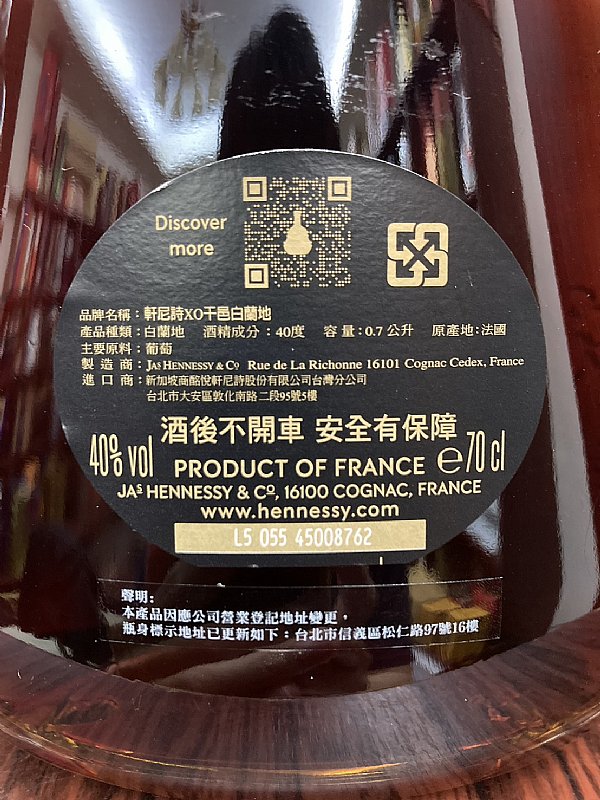 Discover
more
品牌名稱：軒尼詩XO干邑白蘭地
產品種類：白蘭地 酒精成分：40度 容量：0.7公升 原產地：法國
主要原料：葡萄
製造商：JAS HENNESSY & Cº Rue de La Richonne 16101 Cognac Cedex, France
進口商：新加坡商酩悅軒尼詩股份有限公司台灣分公司
台北市大安區敦化南路二段95號5樓
酒後不開車 安全有保障
40% vol PRODUCT OF FRANCE ℮70 cl
JAS HENNESSY & Cº, 16100 COGNAC, FRANCE
www.hennessy.com
L5 055 45008762
聲明：
本產品因應公司營業登記地址變更，
瓶身標示地址已更新如下：台北市信義區松仁路97號16樓